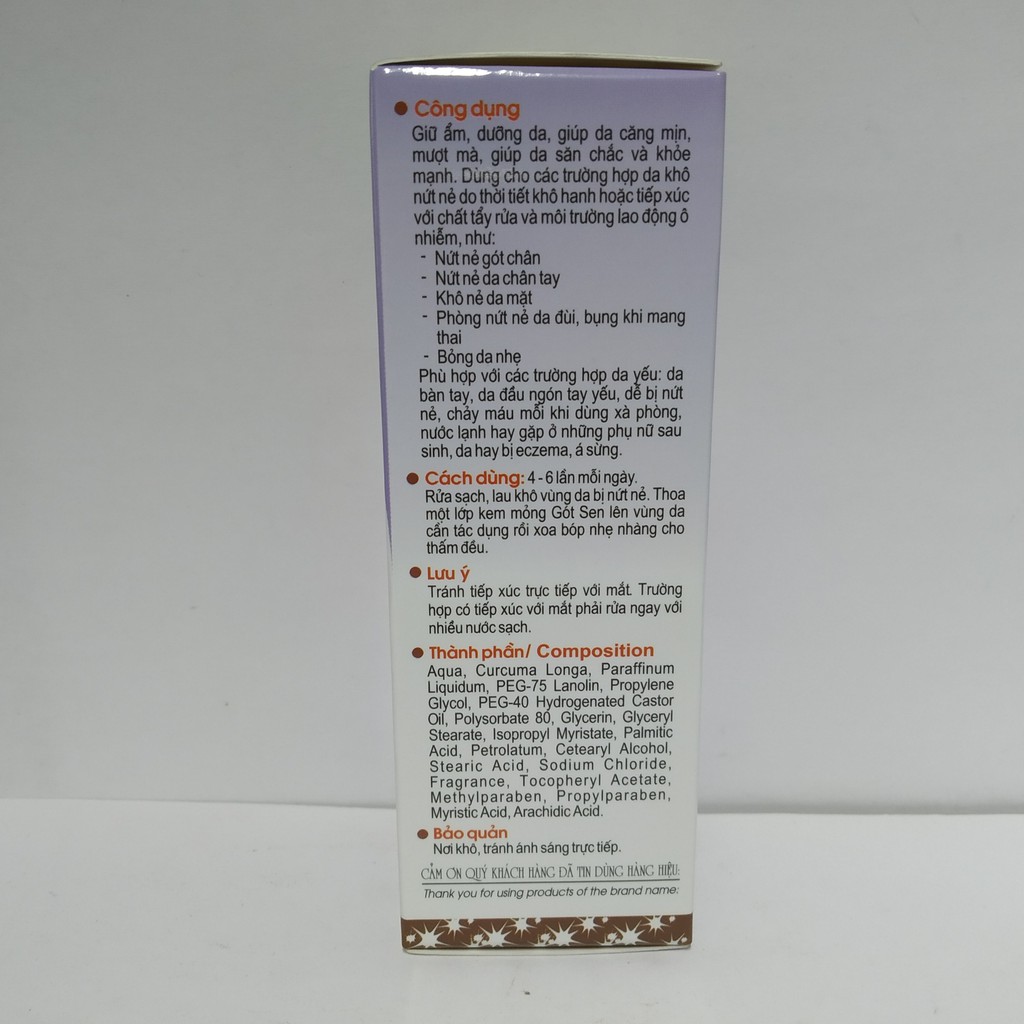 Công dụng
Giữ ẩm, dưỡng da, giúp da căng mịn,
mượt mà, giúp da săn chắc và khỏe
mạnh. Dùng cho các trường hợp da khô
nứt nẻ do thời tiết khô hanh hoặc tiếp xúc
với chất tẩy rửa và môi trường lao động ô
nhiễm, như:
- Nứt nẻ gót chân
- Nứt nẻ da chân tay
- Khô nẻ da mặt
- Phòng nứt nẻ da đùi, bụng khi mang
thai
- Bỏng da nhẹ
Phù hợp với các trường hợp da yếu: da
bàn tay, da đầu ngón tay yếu, dễ bị nứt
nẻ, chảy máu mỗi khi dùng xà phòng,
nước lạnh hay gặp ở những phụ nữ sau
sinh, da hay bị eczema, á sừng.
Cách dùng: 4 - 6 lần mỗi ngày.
Rửa sạch, lau khô vùng da bị nứt nẻ. Thoa
một lớp kem mỏng Gót Sen lên vùng da
cần tác dụng rồi xoa bóp nhẹ nhàng cho
thấm đều.
Lưu ý
Tránh tiếp xúc trực tiếp với mắt. Trường
hợp có tiếp xúc với mắt phải rửa ngay với
nhiều nước sạch.
Thành phần/ Composition
Aqua, Curcuma Longa, Paraffinum
Liquidum, PEG-75 Lanolin, Propylene
Glycol, PEG-40 Hydrogenated Castor
Oil, Polysorbate 80, Glycerin, Glyceryl
Stearate, Isopropyl Myristate, Palmitic
Acid, Petrolatum, Cetearyl Alcohol,
Stearic Acid, Sodium Chloride,
Fragrance, Tocopheryl Acetate,
Methylparaben, Propylparaben,
Myristic Acid, Arachidic Acid.
Bảo quản
Nơi khô, tránh ánh sáng trực tiếp.
CẢM ƠN QUÝ KHÁCH HÀNG ĐÃ TIN DÙNG HÀNG HIỆU:
Thank you for using products of the brand name: